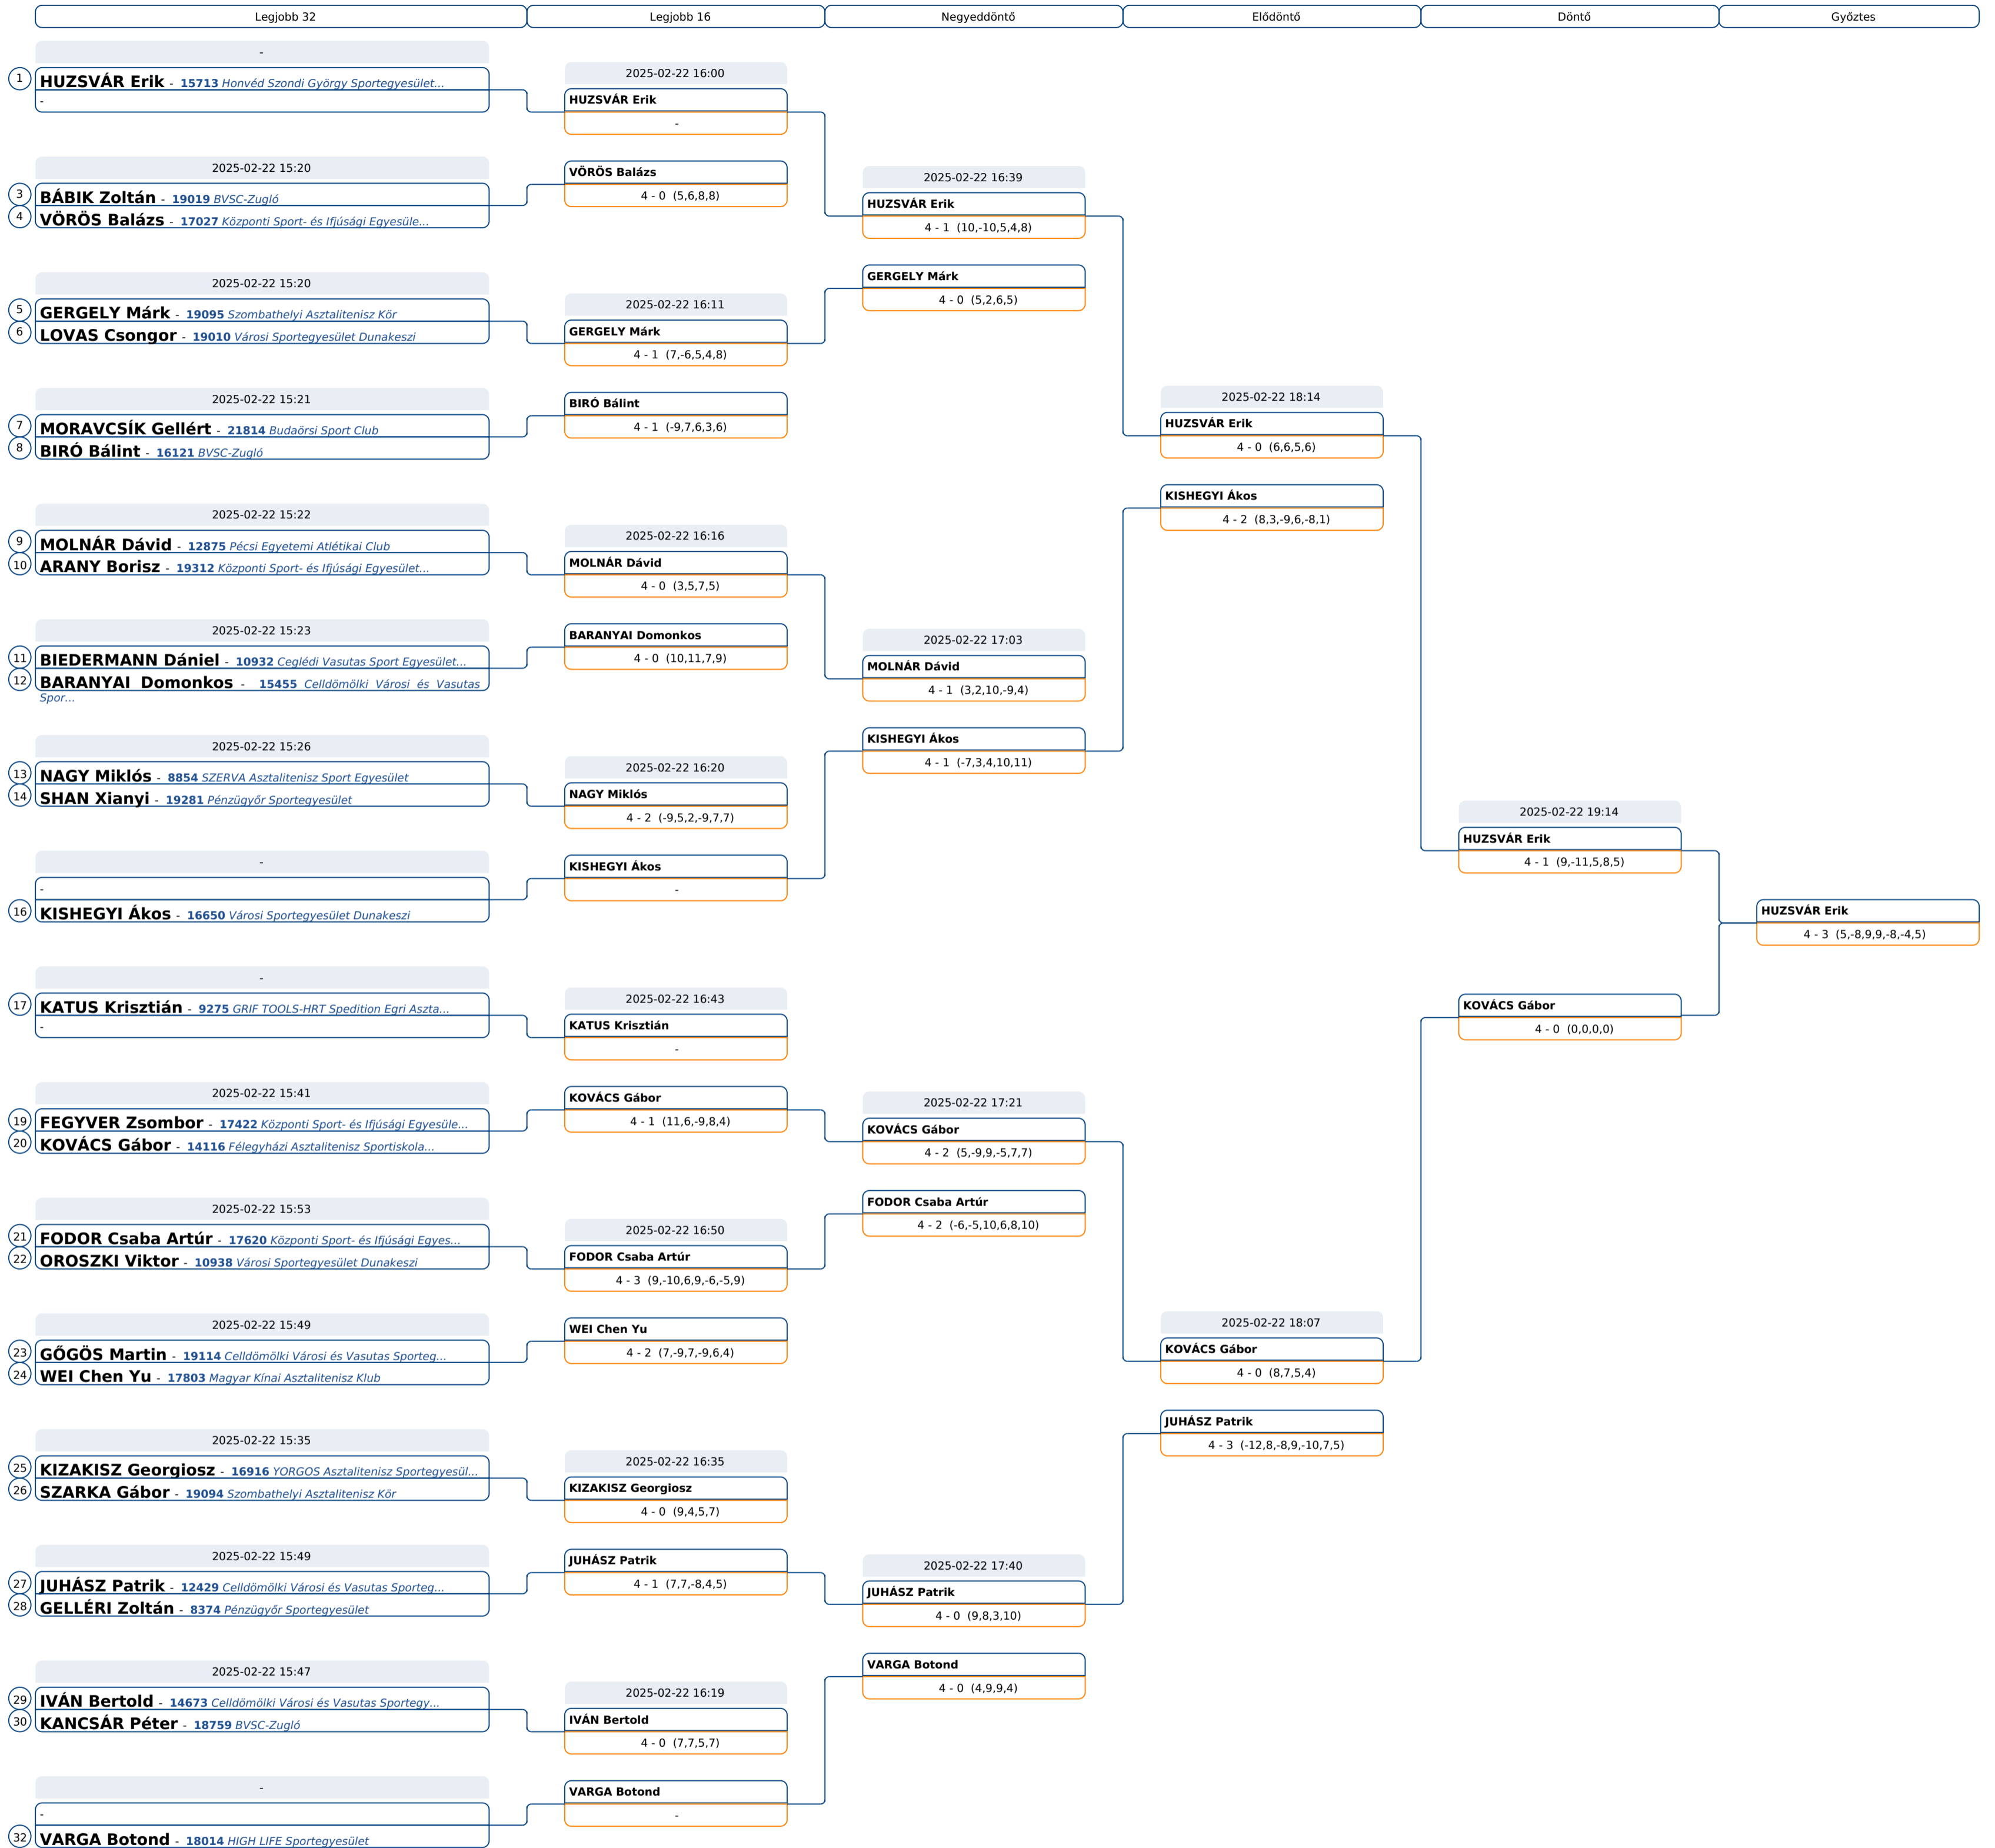 Legjobb 32
Legjobb 16
Negyeddöntő
Elődöntő
Döntő
Győztes
-
1
HUZSVÁR Erik - 15713 Honvéd Szondi György Sportegyesület...
-
2025-02-22 15:20
3
BÁBIK Zoltán - 19019 BVSC-Zugló
4
VÖRÖS Balázs - 17027 Központi Sport- és Ifjúsági Egyesüle...
2025-02-22 15:20
5
GERGELY Márk - 19095 Szombathelyi Asztalitenisz Kör
6
LOVAS Csongor - 19010 Városi Sportegyesület Dunakeszi
2025-02-22 15:21
7
MORAVCSÍK Gellért - 21814 Budaörsi Sport Club
8
BIRÓ Bálint - 16121 BVSC-Zugló
2025-02-22 15:22
9
MOLNÁR Dávid - 12875 Pécsi Egyetemi Atlétikai Club
10
ARANY Borisz - 19312 Központi Sport- és Ifjúsági Egyesület...
2025-02-22 15:23
11
BIEDERMANN Dániel - 10932 Ceglédi Vasutas Sport Egyesület...
12
BARANYAI Domonkos - 15455 Celldömölki Városi és Vasutas
Spor...
2025-02-22 15:26
13
NAGY Miklós - 8854 SZERVA Asztalitenisz Sport Egyesület
14
SHAN Xianyi - 19281 Pénzügyőr Sportegyesület
-
-
16
KISHEGYI Ákos - 16650 Városi Sportegyesület Dunakeszi
-
17
KATUS Krisztián - 9275 GRIF TOOLS-HRT Spedition Egri Aszta...
-
2025-02-22 15:41
19
FEGYVER Zsombor - 17422 Központi Sport- és Ifjúsági Egyesüle...
20
KOVÁCS Gábor - 14116 Félegyházi Asztalitenisz Sportiskola...
2025-02-22 15:53
21
FODOR Csaba Artúr - 17620 Központi Sport- és Ifjúsági Egyes...
22
OROSZKI Viktor - 10938 Városi Sportegyesület Dunakeszi
2025-02-22 15:49
23
GŐGÖS Martin - 19114 Celldömölki Városi és Vasutas Sporteg...
24
WEI Chen Yu - 17803 Magyar Kínai Asztalitenisz Klub
2025-02-22 15:35
25
KIZAKISZ Georgiosz - 16916 YORGOS Asztalitenisz Sportegyesül...
26
SZARKA Gábor - 19094 Szombathelyi Asztalitenisz Kör
2025-02-22 15:49
27
JUHÁSZ Patrik - 12429 Celldömölki Városi és Vasutas Sporteg...
28
GELLÉRI Zoltán - 8374 Pénzügyőr Sportegyesület
2025-02-22 15:47
29
IVÁN Bertold - 14673 Celldömölki Városi és Vasutas Sportegy...
30
KANCSÁR Péter - 18759 BVSC-Zugló
-
-
32
VARGA Botond - 18014 HIGH LIFE Sportegyesület
2025-02-22 16:00
HUZSVÁR Erik
-
VÖRÖS Balázs
4 - 0 (5,6,8,8)
2025-02-22 16:11
GERGELY Márk
4 - 1 (7,-6,5,4,8)
BIRÓ Bálint
4 - 1 (-9,7,6,3,6)
2025-02-22 16:16
MOLNÁR Dávid
4 - 0 (3,5,7,5)
BARANYAI Domonkos
4 - 0 (10,11,7,9)
2025-02-22 16:20
NAGY Miklós
4 - 2 (-9,5,2,-9,7,7)
KISHEGYI Ákos
-
2025-02-22 16:43
KATUS Krisztián
-
KOVÁCS Gábor
4 - 1 (11,6,-9,8,4)
2025-02-22 16:50
FODOR Csaba Artúr
4 - 3 (9,-10,6,9,-6,-5,9)
WEI Chen Yu
4 - 2 (7,-9,7,-9,6,4)
2025-02-22 16:35
KIZAKISZ Georgiosz
4 - 0 (9,4,5,7)
JUHÁSZ Patrik
4 - 1 (7,7,-8,4,5)
2025-02-22 16:19
IVÁN Bertold
4 - 0 (7,7,5,7)
VARGA Botond
-
2025-02-22 16:39
HUZSVÁR Erik
4 - 1 (10,-10,5,4,8)
GERGELY Márk
4 - 0 (5,2,6,5)
2025-02-22 17:03
MOLNÁR Dávid
4 - 1 (3,2,10,-9,4)
KISHEGYI Ákos
4 - 1 (-7,3,4,10,11)
2025-02-22 17:21
KOVÁCS Gábor
4 - 2 (5,-9,9,-5,7,7)
FODOR Csaba Artúr
4 - 2 (-6,-5,10,6,8,10)
2025-02-22 17:40
JUHÁSZ Patrik
4 - 0 (9,8,3,10)
VARGA Botond
4 - 0 (4,9,9,4)
2025-02-22 18:14
HUZSVÁR Erik
4 - 0 (6,6,5,6)
KISHEGYI Ákos
4 - 2 (8,3,-9,6,-8,1)
2025-02-22 18:07
KOVÁCS Gábor
4 - 0 (8,7,5,4)
JUHÁSZ Patrik
4 - 3 (-12,8,-8,9,-10,7,5)
2025-02-22 19:14
HUZSVÁR Erik
4 - 1 (9,-11,5,8,5)
KOVÁCS Gábor
4 - 0 (0,0,0,0)
HUZSVÁR Erik
4 - 3 (5,-8,9,9,-8,-4,5)